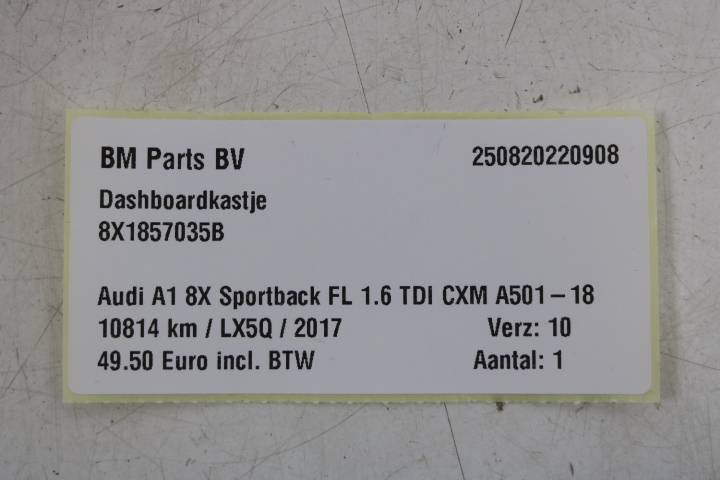 BM Parts BV 250820220908
Dashboardkastje
8X1857035B
Audi A1 8X Sportback FL 1.6 TDI CXM A501-18
10814 km / LX5Q / 2017 Verz: 10
49.50 Euro incl. BTW Aantal: 1